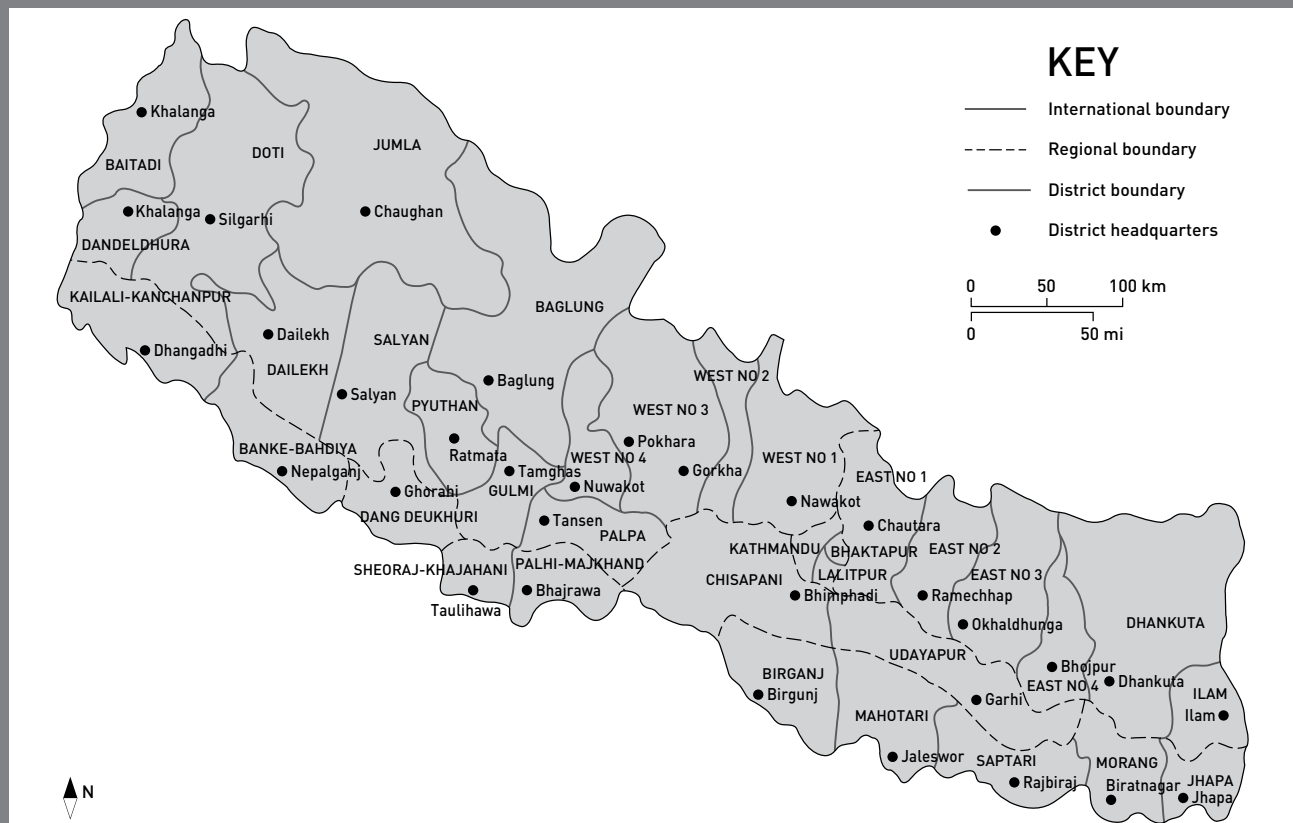 KEY
International boundary
Regional boundary
District boundary
District headquarters
0 50 100 km
0 50 mi
Khalanga
BAITADI
DOTI
JUMLA
Khalanga
Silgarhi
Chaughan
DANDELDHURA
KAILALI-KANCHANPUR
BAGLUNG
Dailekh
SALYAN
Dhangadhi
DAILEKH
WEST NO 2
Baglung
Salyan
PYUTHAN
WEST NO 3
Pokhara
BANKE-BAHDIYA
Ratmata
WEST NO 4
WEST NO 1
Nepalganj
Tamghas
Gorkha
EAST NO 1
Ghorahi
GULMI
Nuwakot
Nawakot
DANG DEUKHURI
Tansen
Chautara
PALPA
KATHMANDU
BHAKTAPUR
EAST NO 2
SHEORAJ-KHAJAHANI
PALHI-MAJKHAND
CHISAPANI
LALITPUR
EAST NO 3
Bhajrawa
Bhimphadi
Ramechhap
Taulihawa
Okhaldhunga
DHANKUTA
UDAYAPUR
Bhojpur
BIRGANJ
EAST NO 4
Dhankuta
Birgunj
Garhi
ILAM
Ilam
MAHOTARI
Jaleswor
SAPTARI
MORANG
Rajbiraj
Biratnagar
JHAPA
Jhapa
N